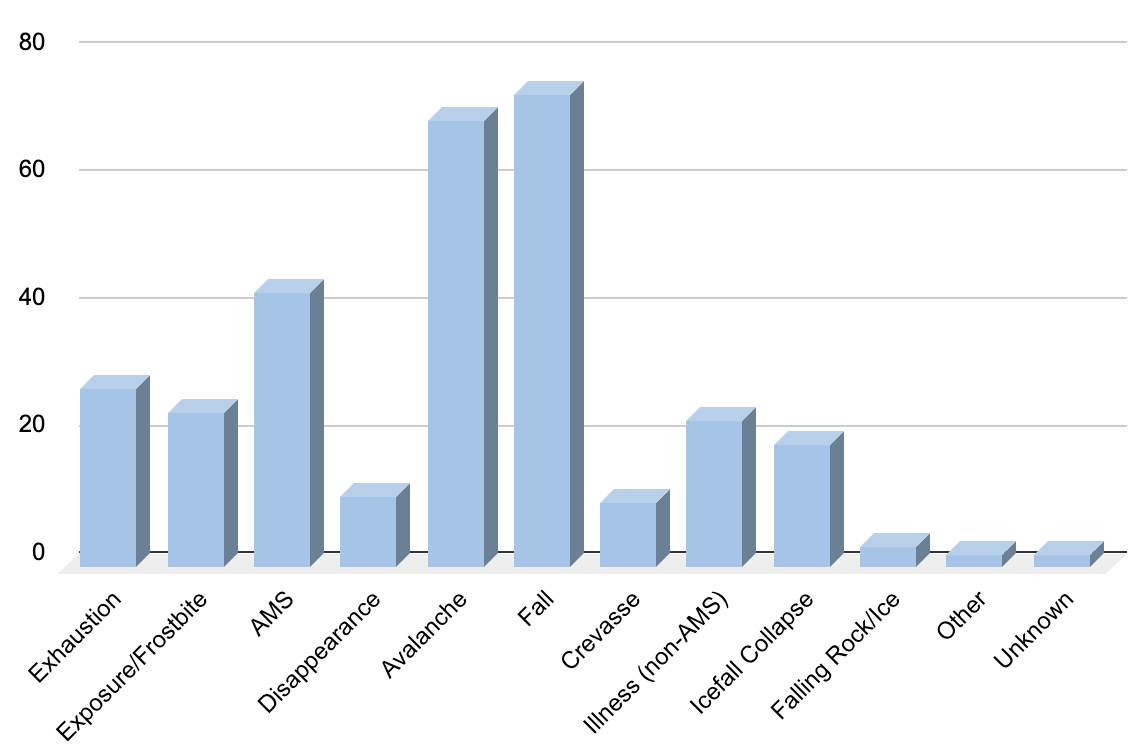 80
60
40
20
0
Exhaustion
Exposure/Frostbite
AMS
Disappearance
Avalanche
Fall
Crevasse
Illness (non-AMS)
Icefall Collapse
Falling Rock/Ice
Other
Unknown